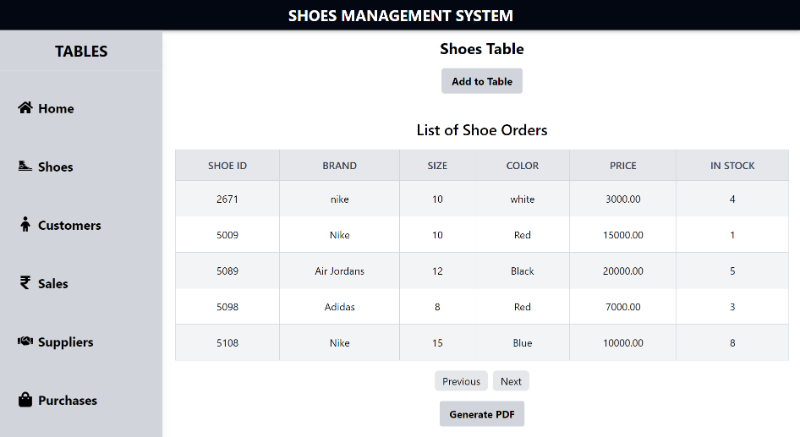 SHOES MANAGEMENT SYSTEM
TABLES
Home
Shoes
Customers
Sales
Suppliers
Purchases
Shoes Table
Add to Table
List of Shoe Orders
SHOE ID BRAND SIZE COLOR PRICE IN STOCK
2671 nike 10 white 3000.00 4
5009 Nike 10 Red 15000.00 1
5089 Air Jordans 12 Black 20000.00 5
5098 Adidas 8 Red 7000.00 3
5108 Nike 15 Blue 10000.00 8
Previous Next
Generate PDF